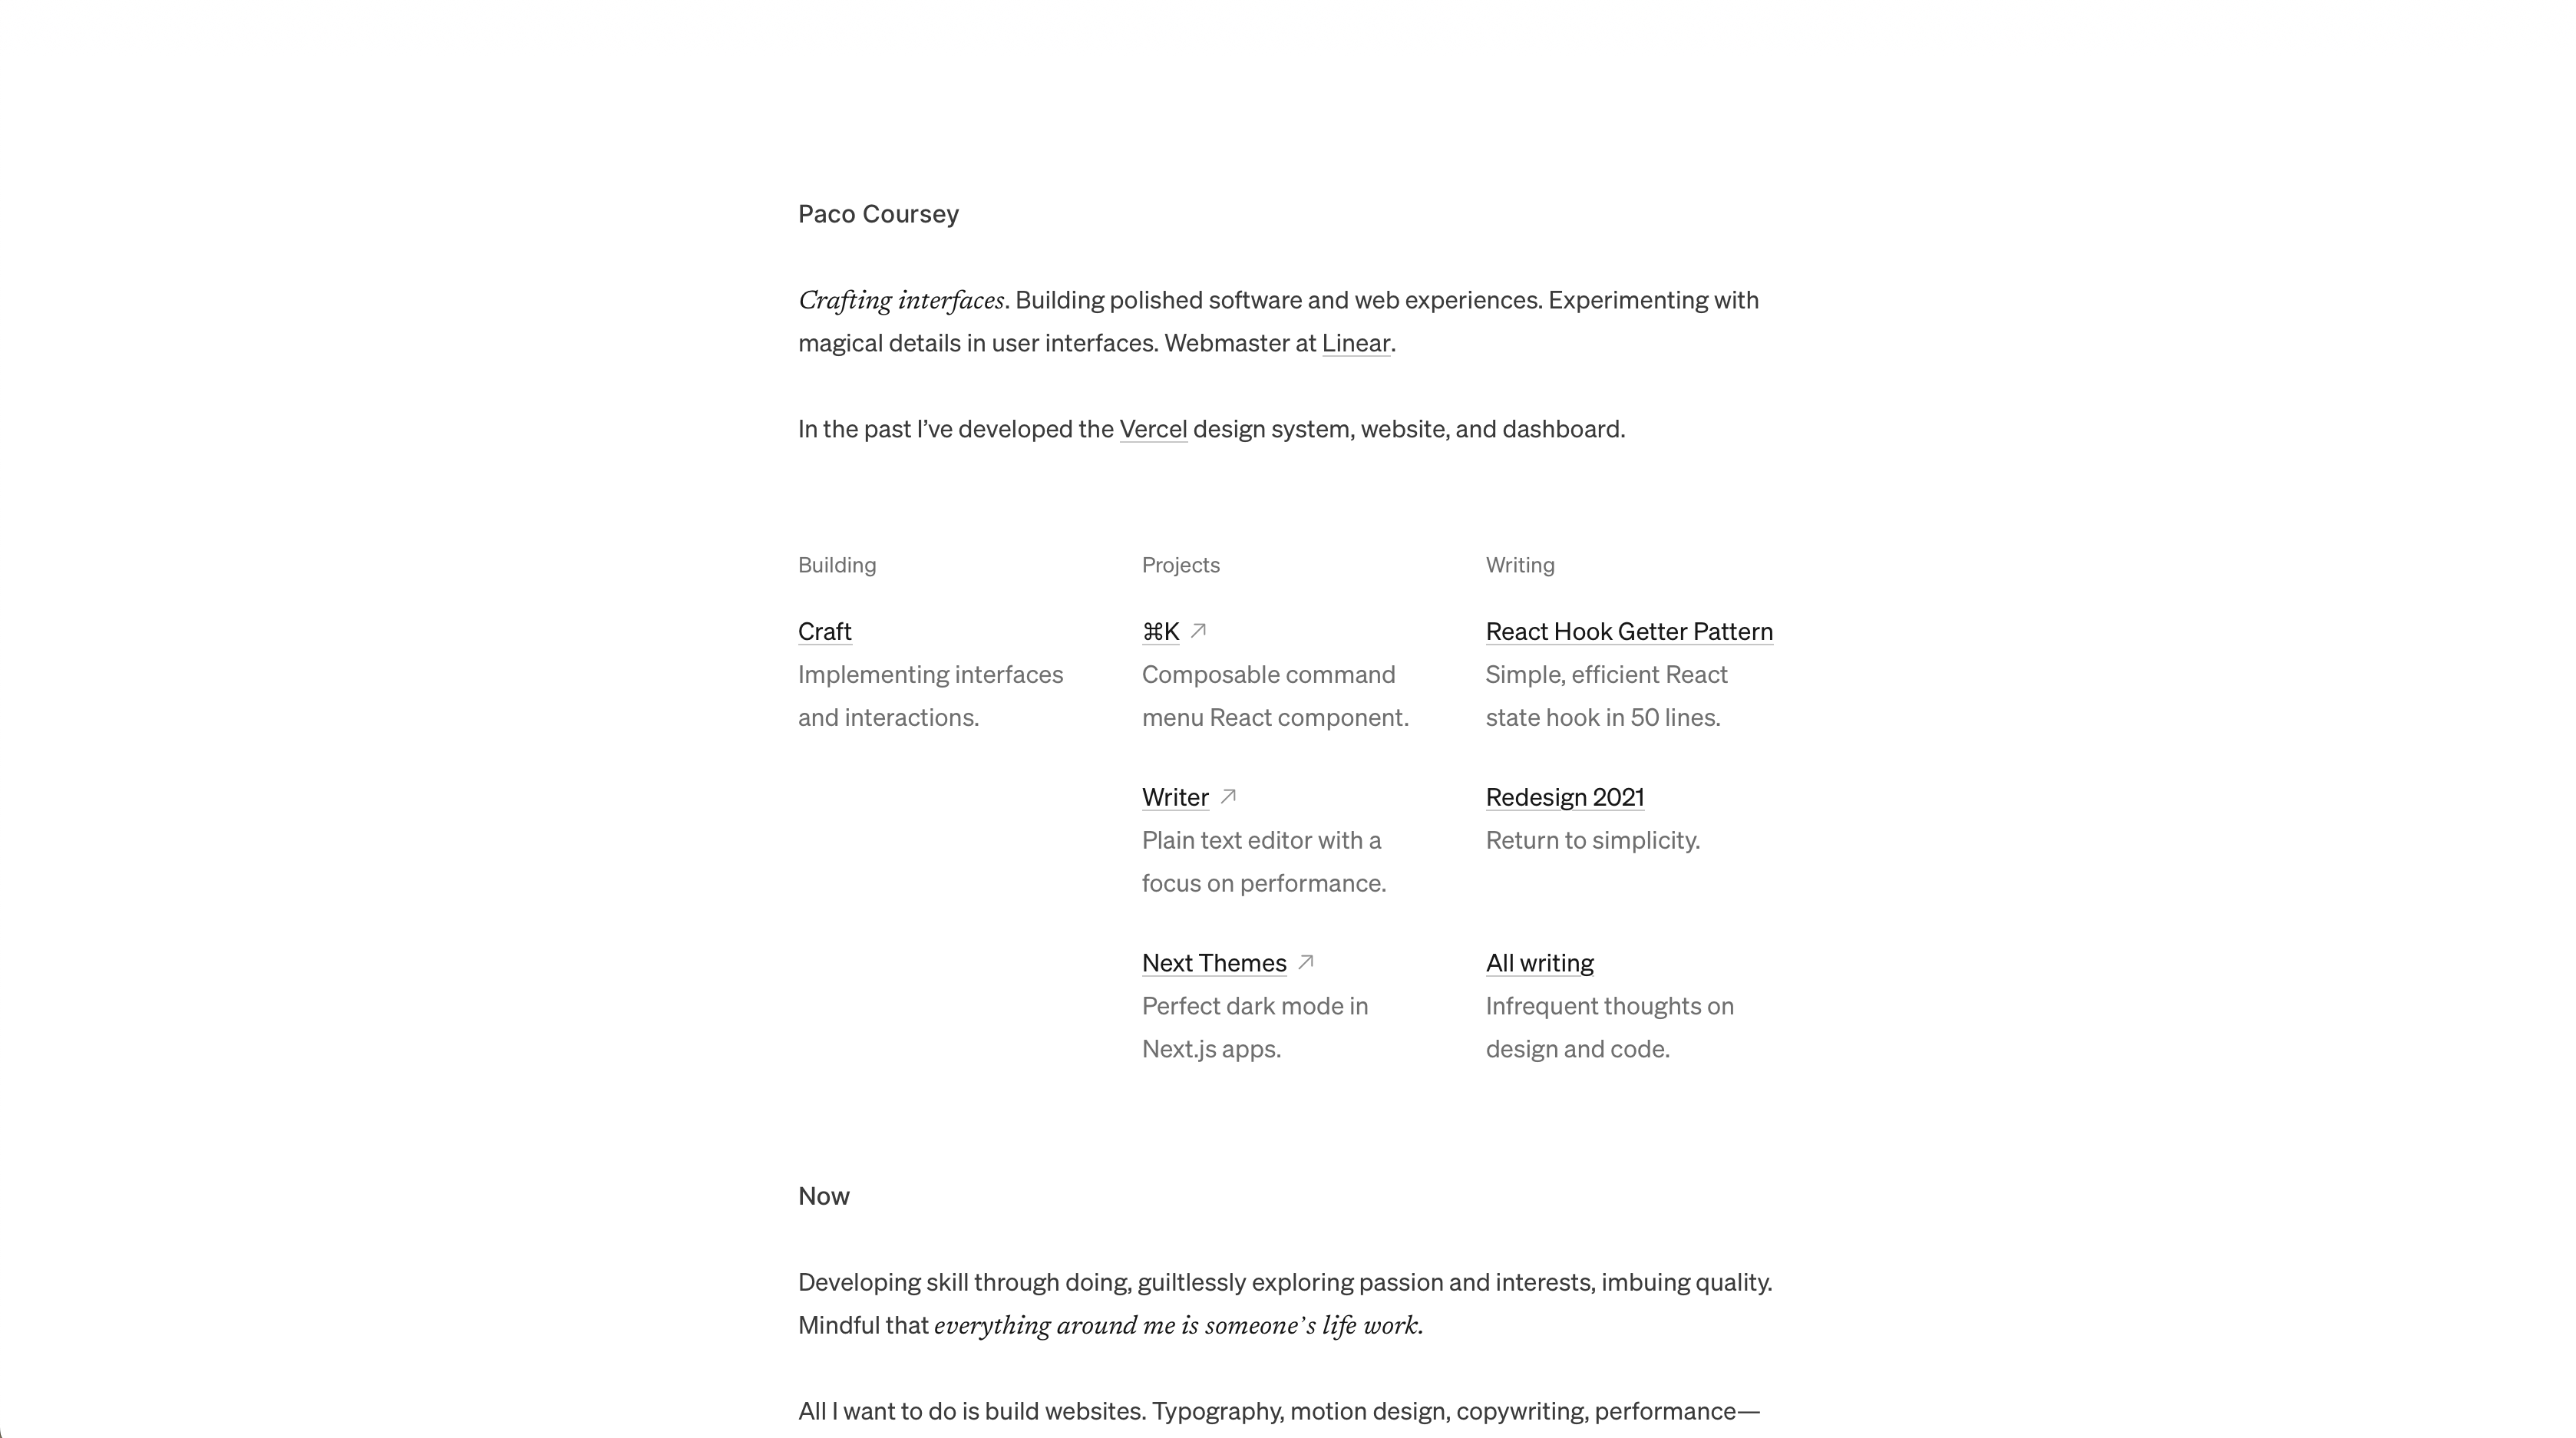 Paco Coursey
Crafting interfaces. Building polished software and web experiences. Experimenting with
magical details in user interfaces. Webmaster at Linear.
In the past I’ve developed the Vercel design system, website, and dashboard.
Building
Craft
Implementing interfaces
and interactions.
Projects
⌘K ↗
Composable command
menu React component.
Writer ↗
Plain text editor with a
focus on performance.
Next Themes ↗
Perfect dark mode in
Next.js apps.
Writing
React Hook Getter Pattern
Simple, efficient React
state hook in 50 lines.
Redesign 2021
Return to simplicity.
All writing
Infrequent thoughts on
design and code.
Now
Developing skill through doing, guiltlessly exploring passion and interests, imbuing quality.
Mindful that everything around me is someone’s life work.
All I want to do is build websites. Typography, motion design, copywriting, performance—